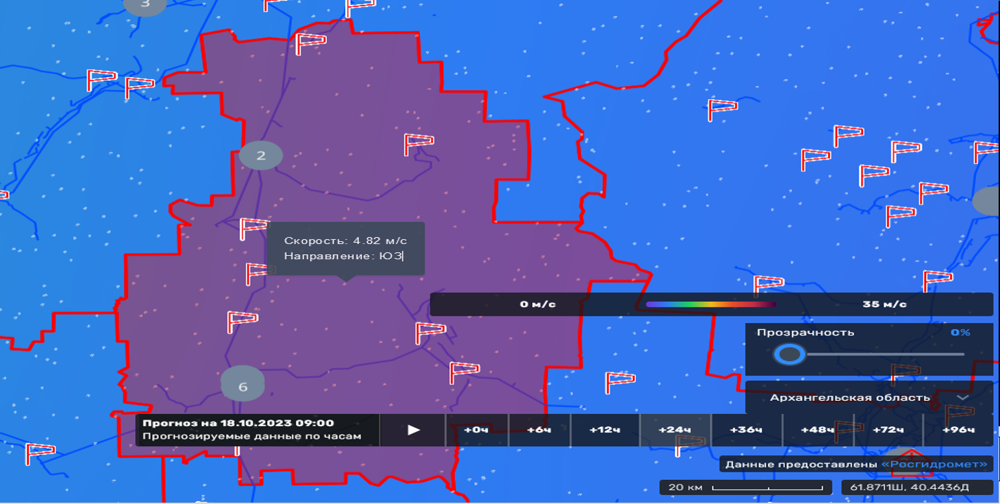 3
2
Скорость: 4.82 м/с
Направление: ЮЗ
0 м/с
35 м/с
Прозрачность 0%
6
Архангельская область
Прогноз на 18.10.2023 09:00
Прогнозируемые данные по часам
+0ч +6ч +12ч +24ч +36ч +48ч +72ч +96ч
Данные предоставлены «Росгидромет»
20 км
61.8711Ш, 40.4436Д